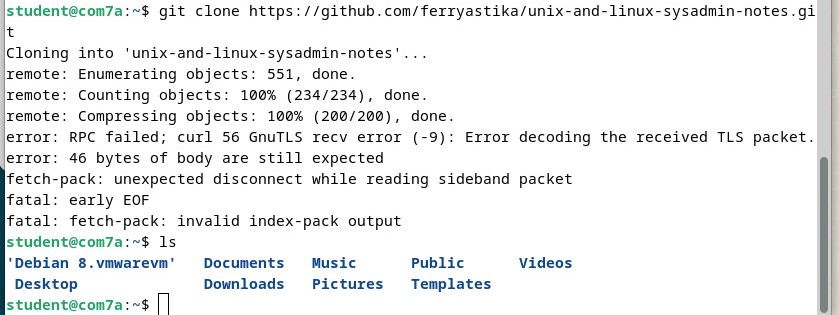 student@com7a:~$ git clone https://github.com/ferryastika/unix-and-linux-sysadmin-notes.gi
t
Cloning into 'unix-and-linux-sysadmin-notes'...
remote: Enumerating objects: 551, done.
remote: Counting objects: 100% (234/234), done.
remote: Compressing objects: 100% (200/200), done.
error: RPC failed; curl 56 GnuTLS recv error (-9): Error decoding the received TLS packet.
error: 46 bytes of body are still expected
fetch-pack: unexpected disconnect while reading sideband packet
fatal: early EOF
fatal: fetch-pack: invalid index-pack output
student@com7a:~$ ls
'Debian 8.vmwarevm'   Documents   Music      Public      Videos
 Desktop              Downloads   Pictures   Templates
student@com7a:~$